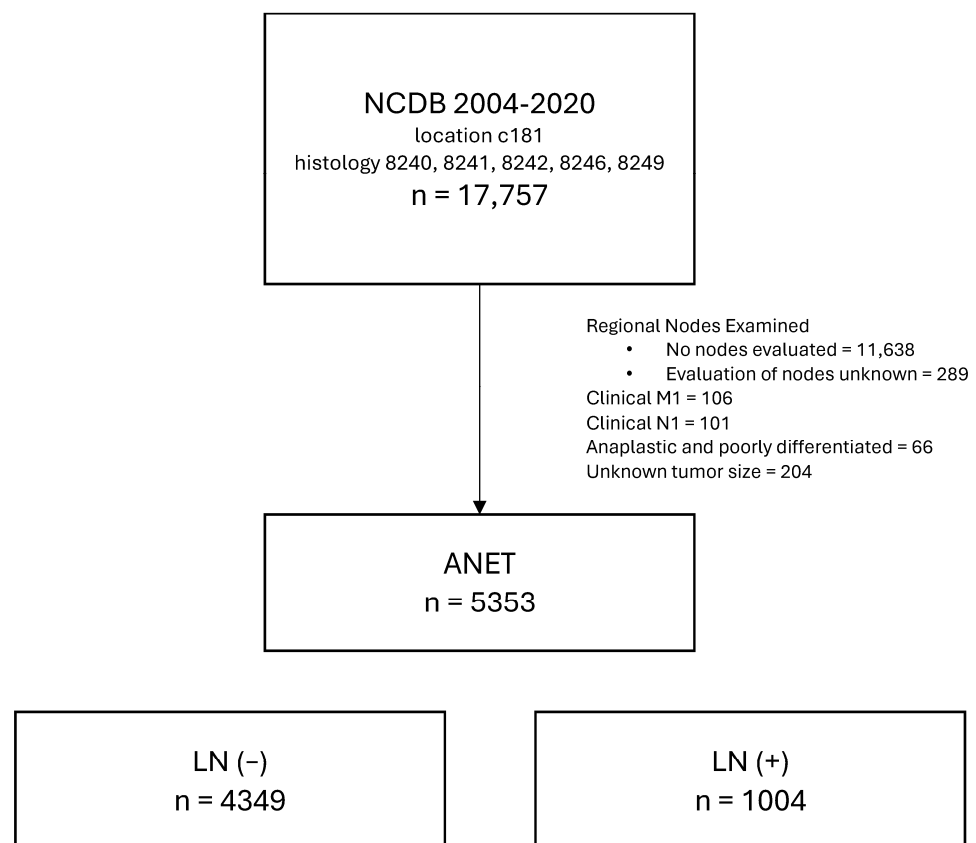 NCDB 2004-2020
location c181
histology 8240, 8241, 8242, 8246, 8249
n = 17,757
Regional Nodes Examined
• No nodes evaluated = 11,638
• Evaluation of nodes unknown = 289
Clinical M1 = 106
Clinical N1 = 101
Anaplastic and poorly differentiated = 66
Unknown tumor size = 204
ANET
n = 5353
LN (–)
n = 4349
LN (+)
n = 1004